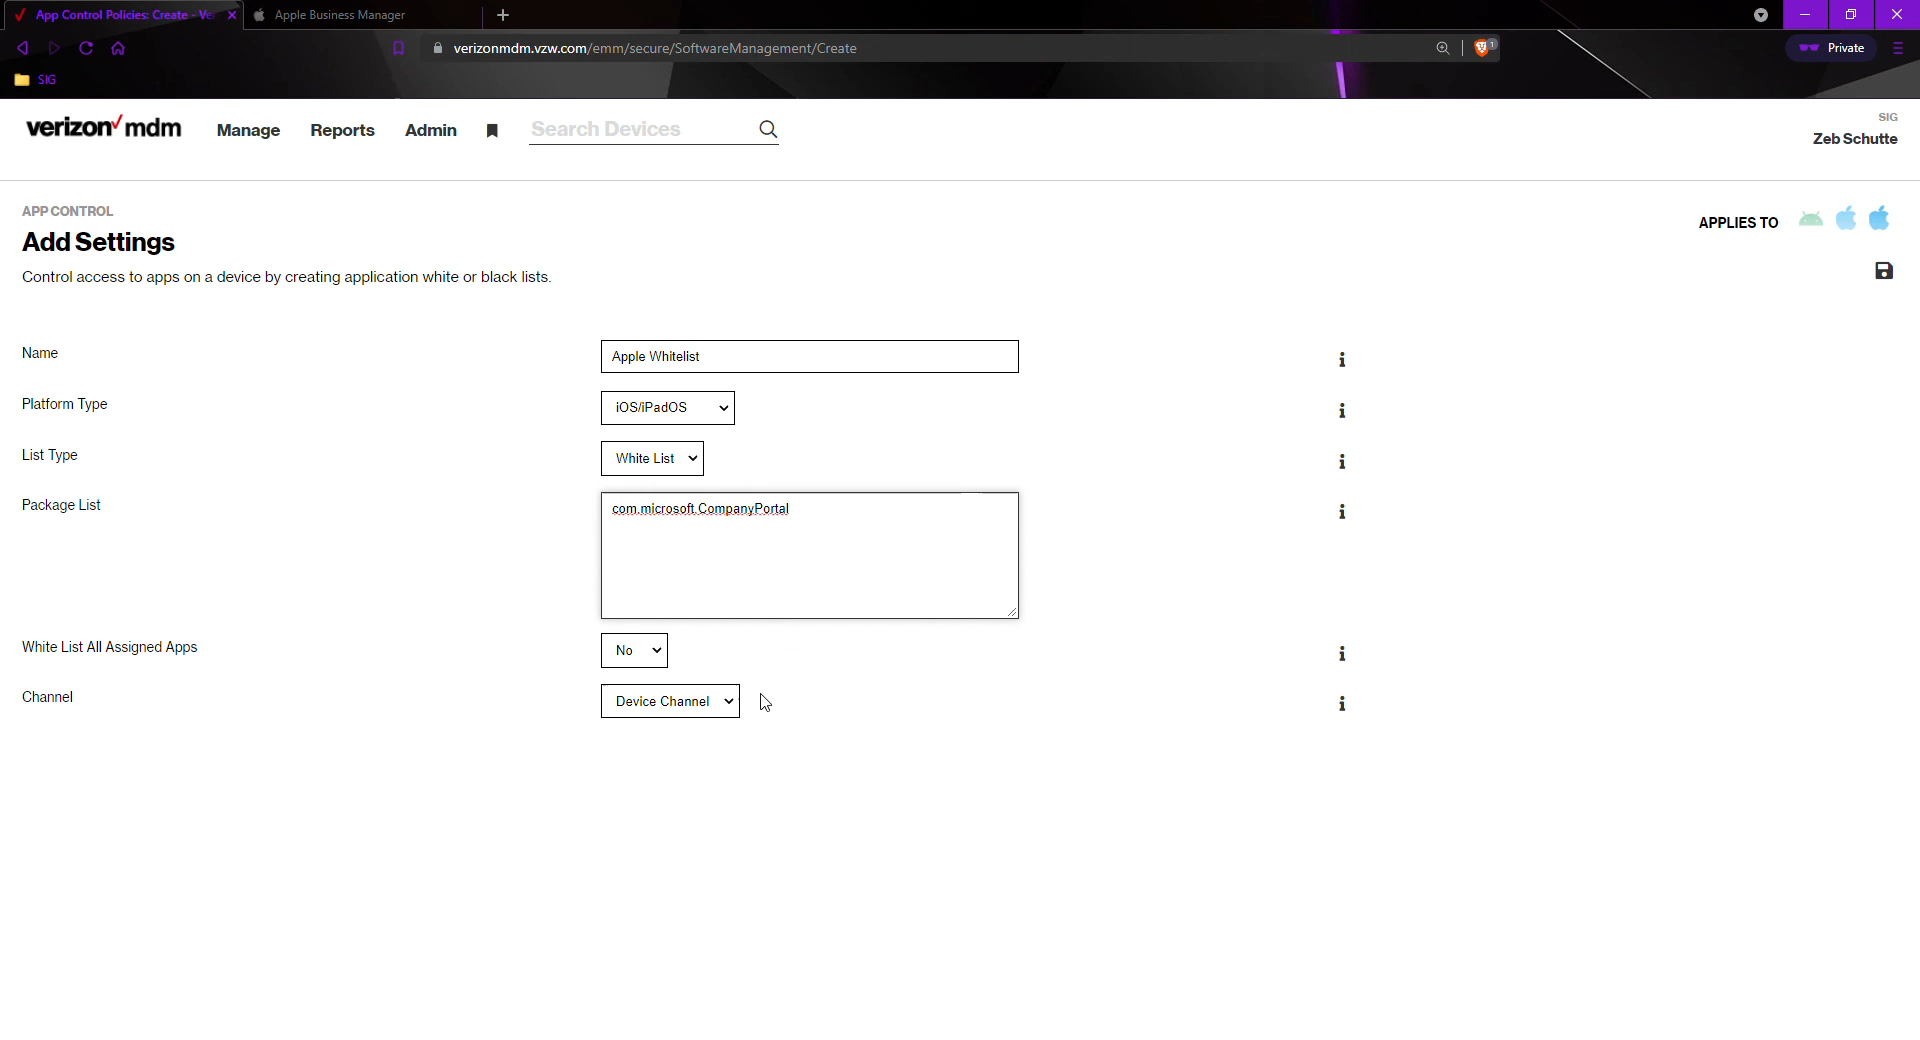 App Control Policies: Create - Ve
Apple Business Manager
verizonmdm.vzw.com/emm/secure/SoftwareManagement/Create
1
Private
SIG
verizon mdm
Manage
Reports
Admin
Search Devices
SIG
Zeb Schutte
APP CONTROL
Add Settings
Control access to apps on a device by creating application white or black lists.
APPLIES TO
Name
Apple Whitelist
Platform Type
iOS/iPadOS
List Type
White List
Package List
com.microsoft.CompanyPortal
White List All Assigned Apps
No
Channel
Device Channel